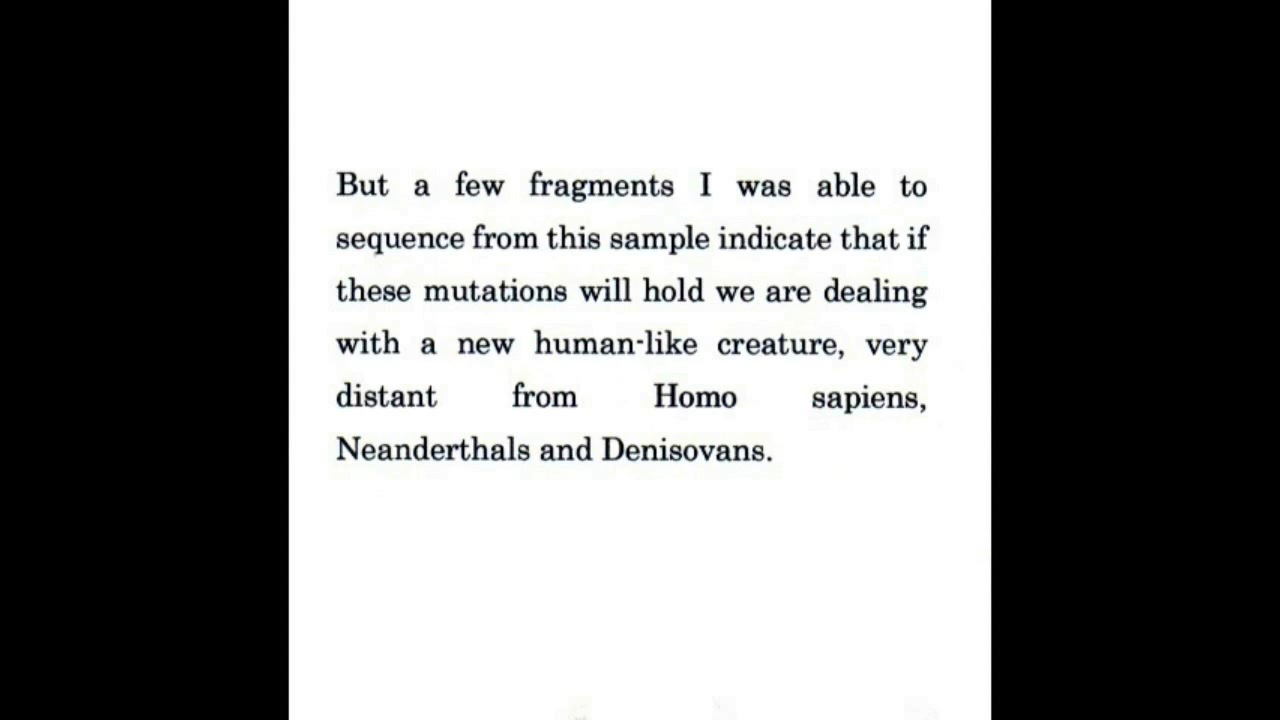 But a few fragments I was able to
sequence from this sample indicate that if
these mutations will hold we are dealing
with a new human-like creature, very
distant from Homo sapiens,
Neanderthals and Denisovans.